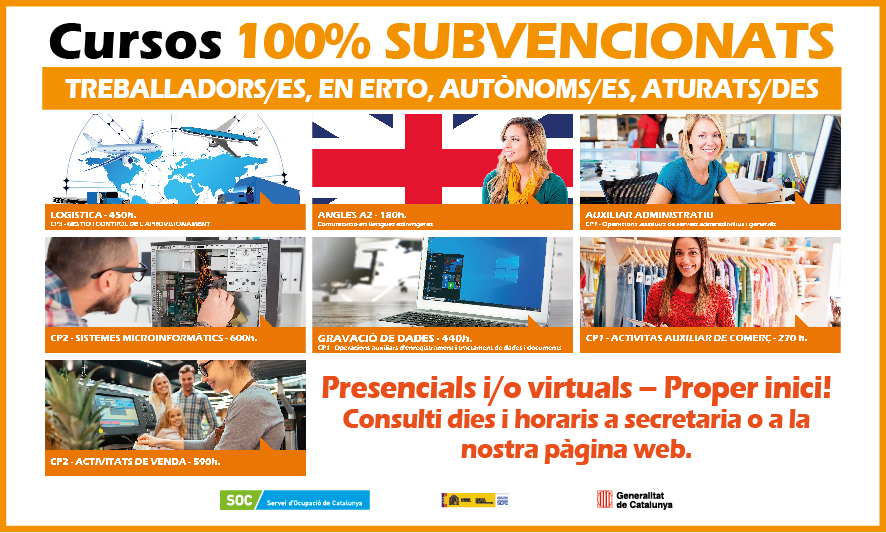 Cursos 100% SUBVENCIONATS
TREBALLADORS/ES, EN ERTO, AUTÒNOMS/ES, ATURATS/DES
LOGISTICA - 450h.
CP3 - GESTIÓ I CONTROL DE L'APROVISIONAMENT
ANGLES A2 - 180h.
Comunicació en llengues estrangeres
AUXILIAR ADMINISTRATIU
CP1 - Operacions auxiliars de serveis administratius i generals
CP2 - SISTEMES MICROINFORMÀTICS - 600h.
GRAVACIÓ DE DADES - 440h.
CP1 - Operacions auxiliars d'enregistrament i tractament de dades i documents
CP1 - ACTIVITAS AUXILIAR DE COMERÇ - 270 h.
CP2 - ACTIVITATS DE VENDA - 590h.
Presencials i/o virtuals – Proper inici!
Consulti dies i horaris a secretaria o a la
nostra pàgina web.
SOC Servei d'Ocupació de Catalunya
SEPE
Generalitat
de Catalunya